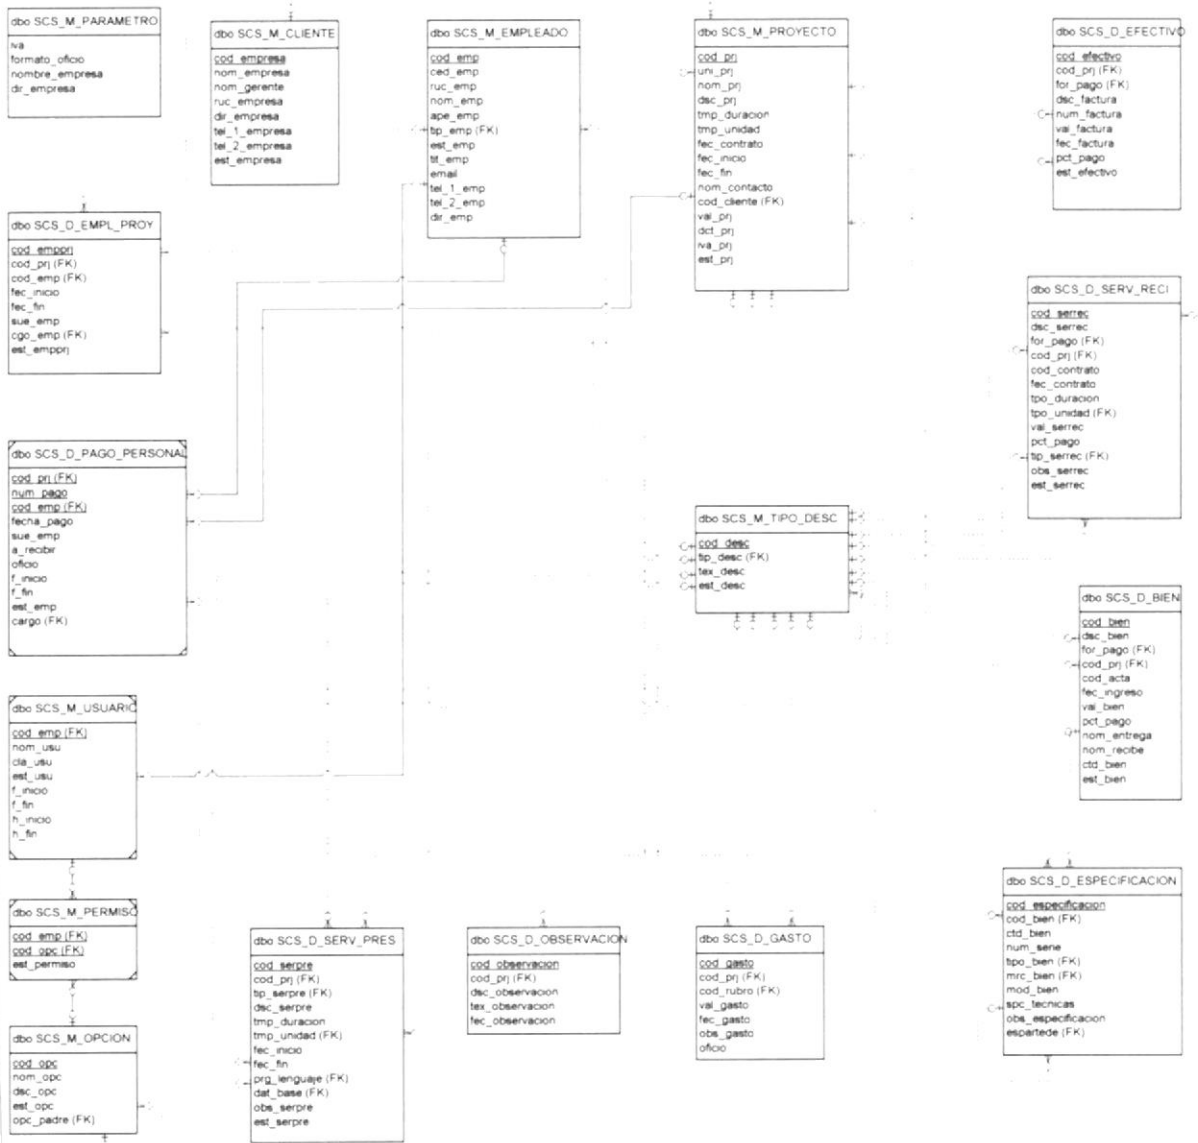 dbo SCS_M_PARAMETRO
iva
formato_oficio
nombre_empresa
dir_empresa
dbo SCS_M_CLIENTE
cod_empresa
nom_empresa
nom_gerente
ruc_empresa
dir_empresa
tel_1_empresa
tel_2_empresa
est_empresa
dbo SCS_M_EMPLEADO
cod_emp
ced_emp
ruc_emp
nom_emp
ape_emp
tip_emp (FK)
est_emp
tit_emp
email
tel_1_emp
tel_2_emp
dir_emp
dbo SCS_M_PROYECTO
cod_prj
uni_prj
nom_prj
dsc_prj
tmp_duracion
tmp_unidad
fec_contrato
fec_inicio
fec_fin
nom_contacto
cod_cliente (FK)
val_prj
dct_prj
iva_prj
est_prj
dbo SCS_D_EFECTIVO
cod_efectivo
cod_prj (FK)
for_pago (FK)
dsc_factura
num_factura
val_factura
fec_factura
pct_pago
est_efectivo
dbo SCS_D_EMPL_PROY
cod_empprj
cod_prj (FK)
cod_emp (FK)
fec_inicio
fec_fin
sue_emp
cgo_emp (FK)
est_empprj
dbo SCS_D_SERV_RECI
cod_serrec
dsc_serrec
for_pago (FK)
cod_prj (FK)
cod_contrato
fec_contrato
tpo_duracion
tpo_unidad (FK)
val_serrec
pct_pago
tip_serrec (FK)
obs_serrec
est_serrec
dbo SCS_D_PAGO_PERSONAL
cod_prj (FK)
num_pago
cod_emp (FK)
fecha_pago
sue_emp
a_recibir
oficio
f_inicio
f_fin
est_emp
cargo (FK)
dbo SCS_M_TIPO_DESC
cod_desc
tip_desc (FK)
tex_desc
est_desc
dbo SCS_D_BIEN
cod_bien
dsc_bien
for_pago (FK)
cod_prj (FK)
cod_acta
fec_ingreso
val_bien
pct_pago
nom_entrega
nom_recibe
ctd_bien
est_bien
dbo SCS_M_USUARIO
cod_emp (FK)
nom_usu
cla_usu
est_usu
f_inicio
f_fin
h_inicio
h_fin
dbo SCS_M_PERMISO
cod_emp (FK)
cod_opc (FK)
est_permiso
dbo SCS_M_OPCION
cod_opc
nom_opc
dsc_opc
est_opc
opc_padre (FK)
dbo SCS_D_SERV_PRES
cod_serpre
cod_prj (FK)
tip_serpre (FK)
dsc_serpre
tmp_duracion
tmp_unidad (FK)
fec_inicio
fec_fin
prg_lenguaje (FK)
dat_base (FK)
obs_serpre
est_serpre
dbo SCS_D_OBSERVACION
cod_observacion
cod_prj (FK)
dsc_observacion
tex_observacion
fec_observacion
dbo SCS_D_GASTO
cod_gasto
cod_prj (FK)
cod_rubro (FK)
val_gasto
fec_gasto
obs_gasto
oficio
dbo SCS_D_ESPECIFICACION
cod_especificacion
cod_bien (FK)
ctd_bien
num_serie
tipo_bien (FK)
mrc_bien (FK)
mod_bien
spc_tecnicas
obs_especificacion
espartede (FK)